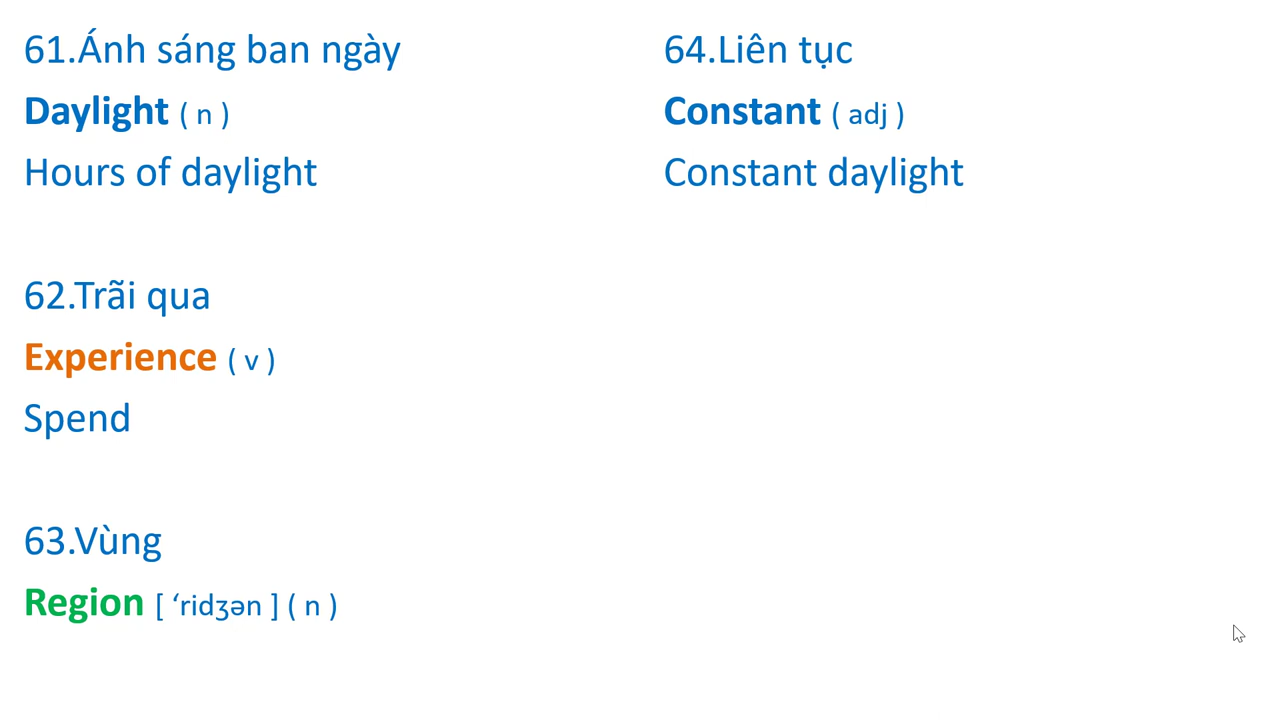 61.Ánh sáng ban ngày
Daylight ( n )
Hours of daylight
62.Trãi qua
Experience ( v )
Spend
63.Vùng
Region [ ‘ridʒən ] ( n )
64.Liên tục
Constant ( adj )
Constant daylight